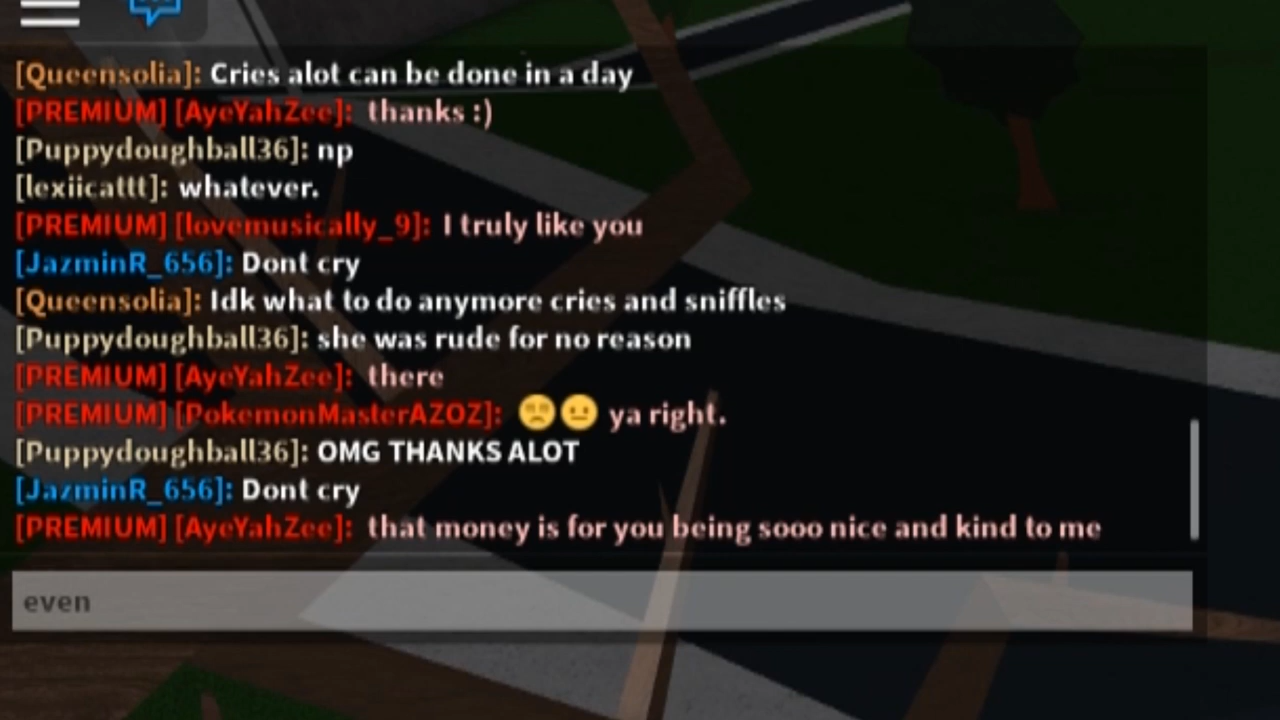 [Queensolia]: Cries alot can be done in a day
[PREMIUM] [AyeYahZee]: thanks :)
[Puppydoughball36]: np
[lexiicattt]: whatever.
[PREMIUM] [lovemusically_9]: I truly like you
[JazminR_656]: Dont cry
[Queensolia]: Idk what to do anymore cries and sniffles
[Puppydoughball36]: she was rude for no reason
[PREMIUM] [AyeYahZee]: there
[PREMIUM] [PokemonMasterAZOZ]: 😒😐 ya right.
[Puppydoughball36]: OMG THANKS ALOT
[JazminR_656]: Dont cry
[PREMIUM] [AyeYahZee]: that money is for you being sooo nice and kind to me
even